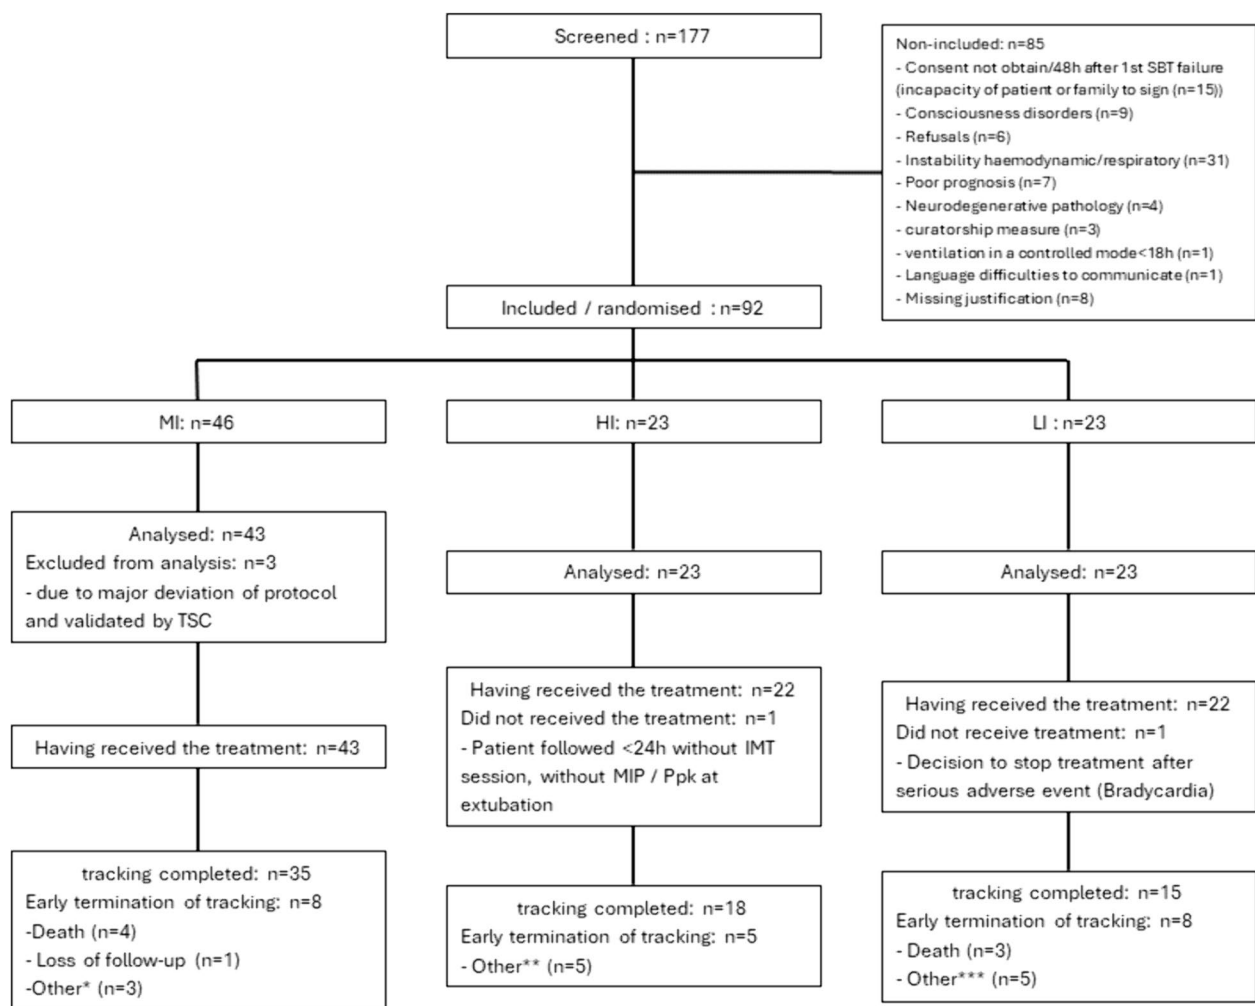 Screened : n=177
Non-included: n=85
- Consent not obtain/48h after 1st SBT failure
(incapacity of patient or family to sign (n=15))
- Consciousness disorders (n=9)
- Refusals (n=6)
- Instability haemodynamic/respiratory (n=31)
- Poor prognosis (n=7)
- Neurodegenerative pathology (n=4)
- curatorship measure (n=3)
- ventilation in a controlled mode<18h (n=1)
- Language difficulties to communicate (n=1)
- Missing justification (n=8)
Included / randomised : n=92
MI: n=46
HI: n=23
LI : n=23
Analysed: n=43
Excluded from analysis: n=3
- due to major deviation of protocol
and validated by TSC
Analysed: n=23
Analysed: n=23
Having received the treatment: n=43
Having received the treatment: n=22
Did not received the treatment: n=1
- Patient followed <24h without IMT
session, without MIP / Ppk at
extubation
Having received the treatment: n=22
Did not receive treatment: n=1
- Decision to stop treatment after
serious adverse event (Bradycardia)
tracking completed: n=35
Early termination of tracking: n=8
-Death (n=4)
- Loss of follow-up (n=1)
-Other* (n=3)
tracking completed: n=18
Early termination of tracking: n=5
- Other** (n=5)
tracking completed: n=15
Early termination of tracking: n=8
- Death (n=3)
- Other*** (n=5)